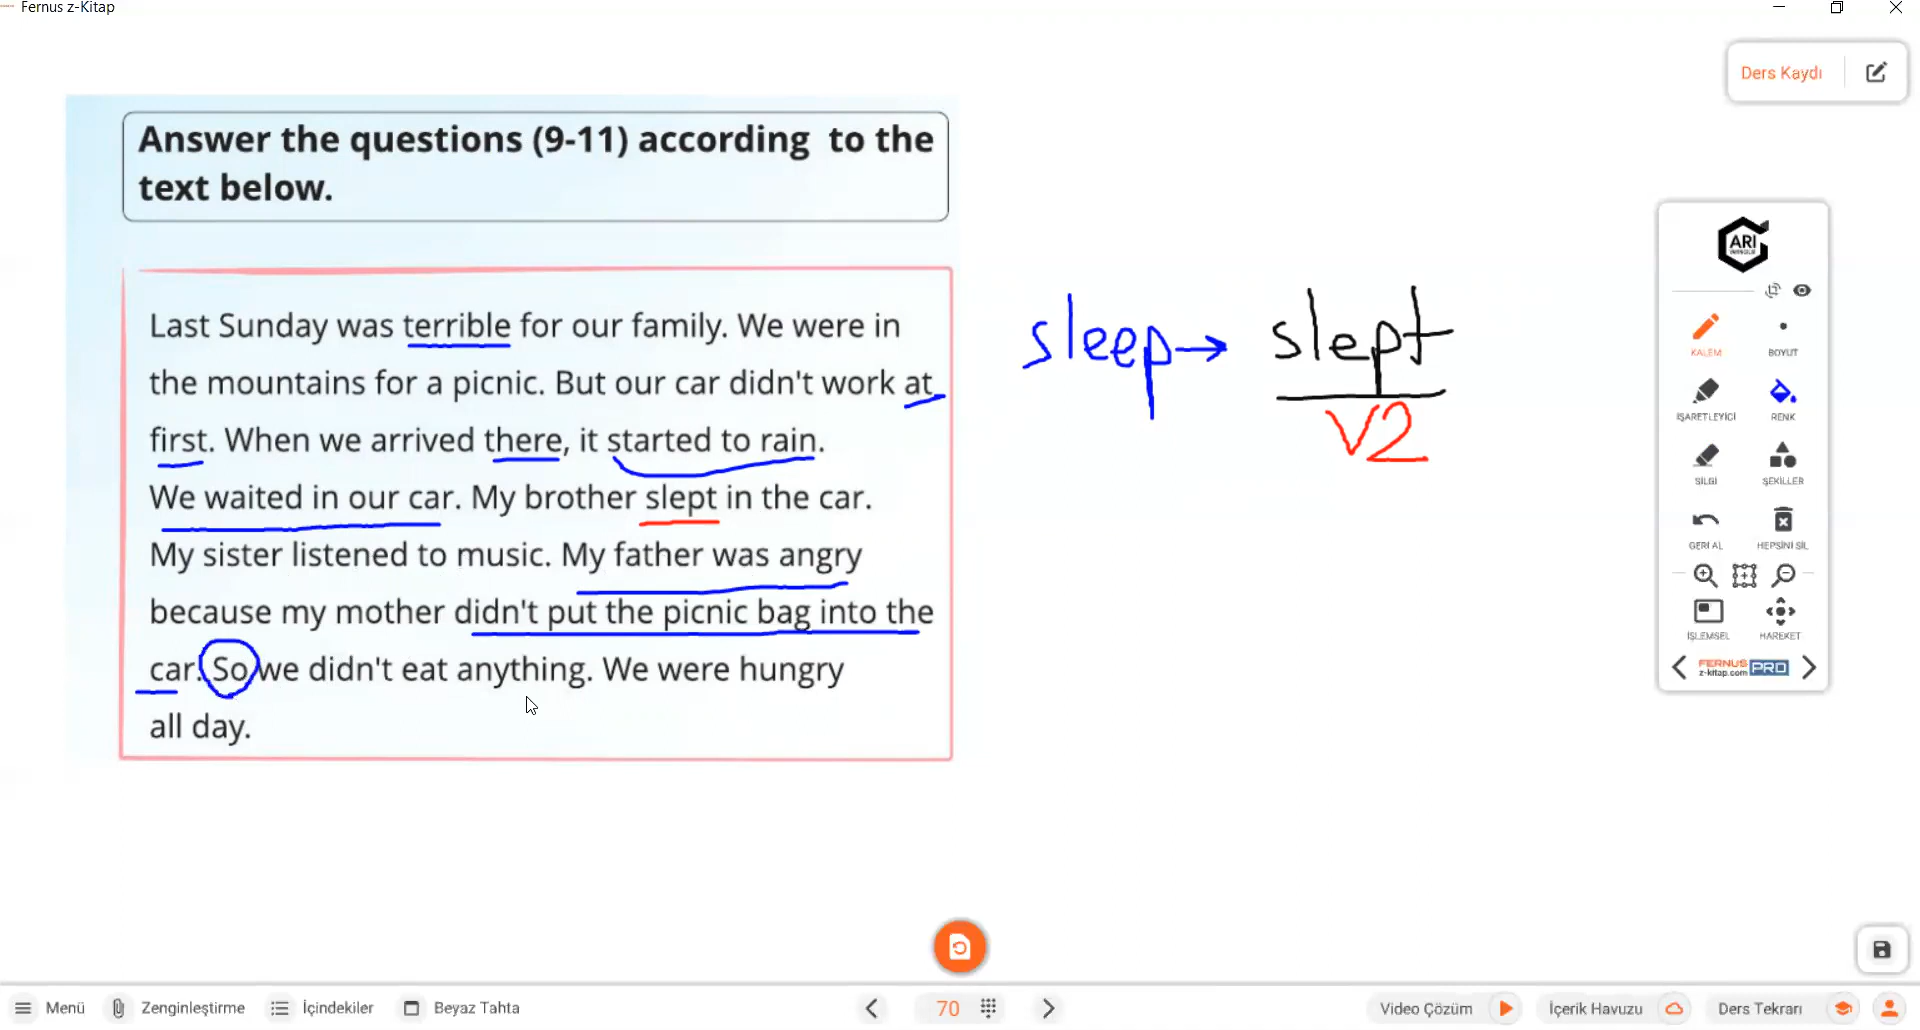 Fernus z-Kitap
Ders Kaydı
Answer the questions (9-11) according to the
text below.
Last Sunday was terrible for our family. We were in
the mountains for a picnic. But our car didn't work at
first. When we arrived there, it started to rain.
We waited in our car. My brother slept in the car.
My sister listened to music. My father was angry
because my mother didn't put the picnic bag into the
car. So we didn't eat anything. We were hungry
all day.
sleep → slept
V2
ARI
KALEM
BOYUT
İŞARETLEYİCİ
RENK
SİLGİ
ŞEKİLLER
GERİ AL
HEPSİNİ SİL
İŞLEMSEL
HAREKET
FERNUS PRO
z-kitap.com
Menü
Zenginleştirme
İçindekiler
Beyaz Tahta
70
Video Çözüm
İçerik Havuzu
Ders Tekrarı